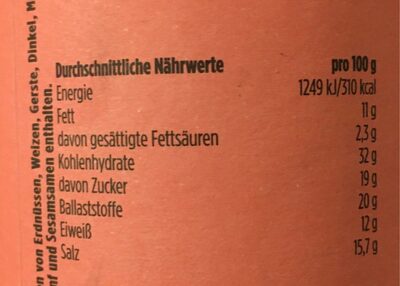 Durchschnittliche Nährwerte pro 100 g
Energie 1249 kJ/310 kcal
Fett 11 g
davon gesättigte Fettsäuren 2,3 g
Kohlenhydrate 32 g
davon Zucker 19 g
Ballaststoffe 20 g
Eiweiß 12 g
Salz 15,7 g
von Erdnüssen, Weizen, Gerste, Dinkel,
und Sesamsamen enthalten.